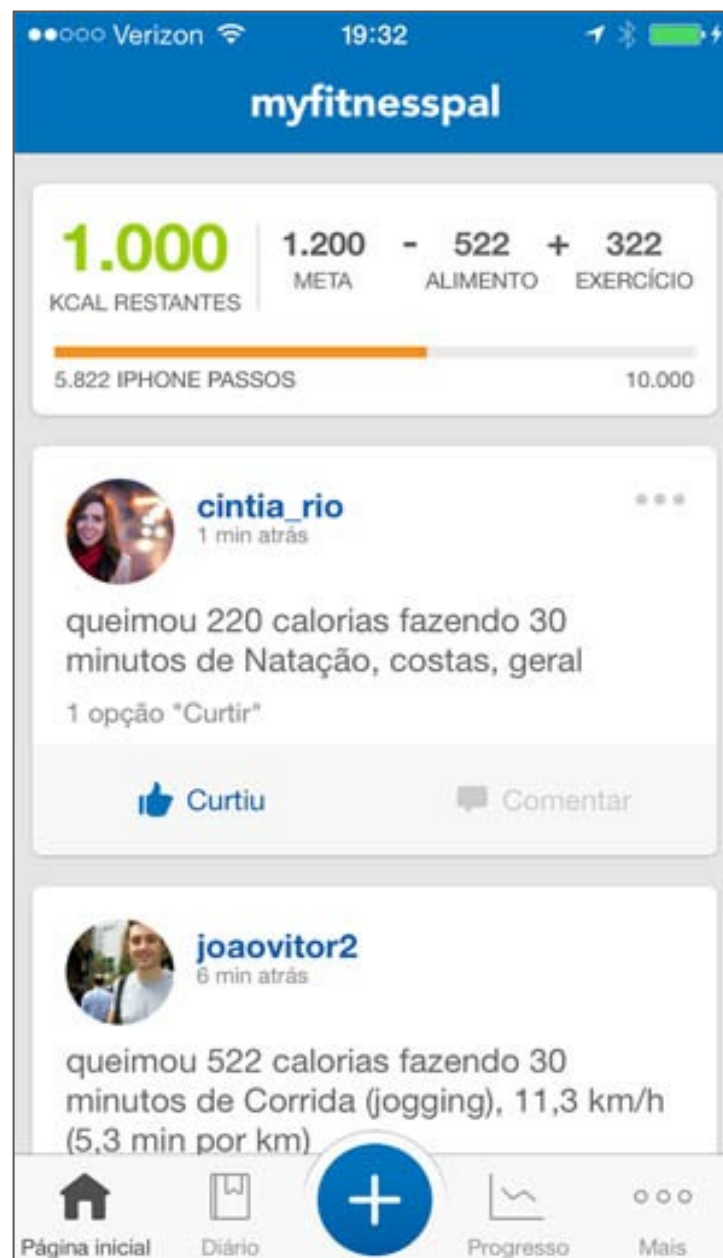 Verizon 19:32
myfitnesspal
1.000 1.200 - 522 + 322
KCAL RESTANTES META ALIMENTO EXERCÍCIO
5.822 IPHONE PASSOS 10.000
cintia_rio
1 min atrás
queimou 220 calorias fazendo 30
minutos de Natação, costas, geral
1 opção "Curtir"
Curtiu Comentar
joaovitor2
6 min atrás
queimou 522 calorias fazendo 30
minutos de Corrida (jogging), 11,3 km/h
(5,3 min por km)
Página inicial Diário Progresso Mais